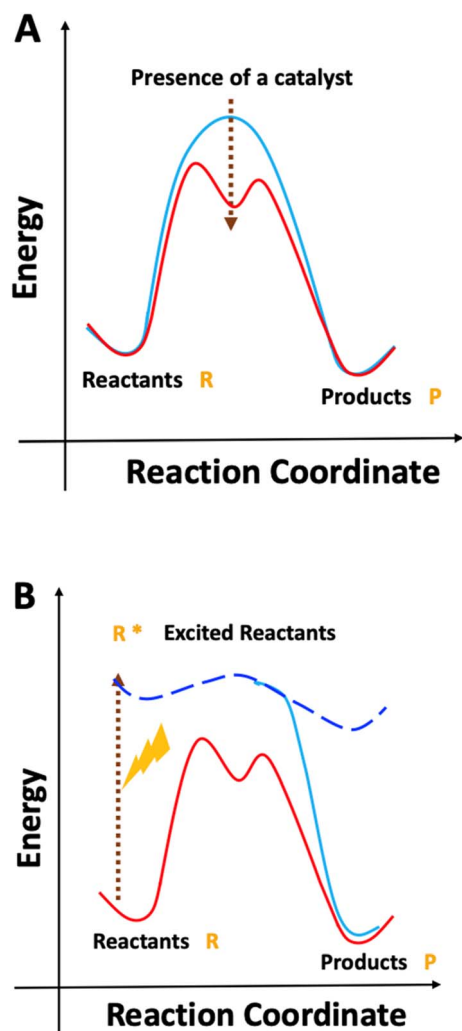 A
Presence of a catalyst
Energy
Reactants R
Products P
Reaction Coordinate
B
R * Excited Reactants
Energy
Reactants R
Products P
Reaction Coordinate